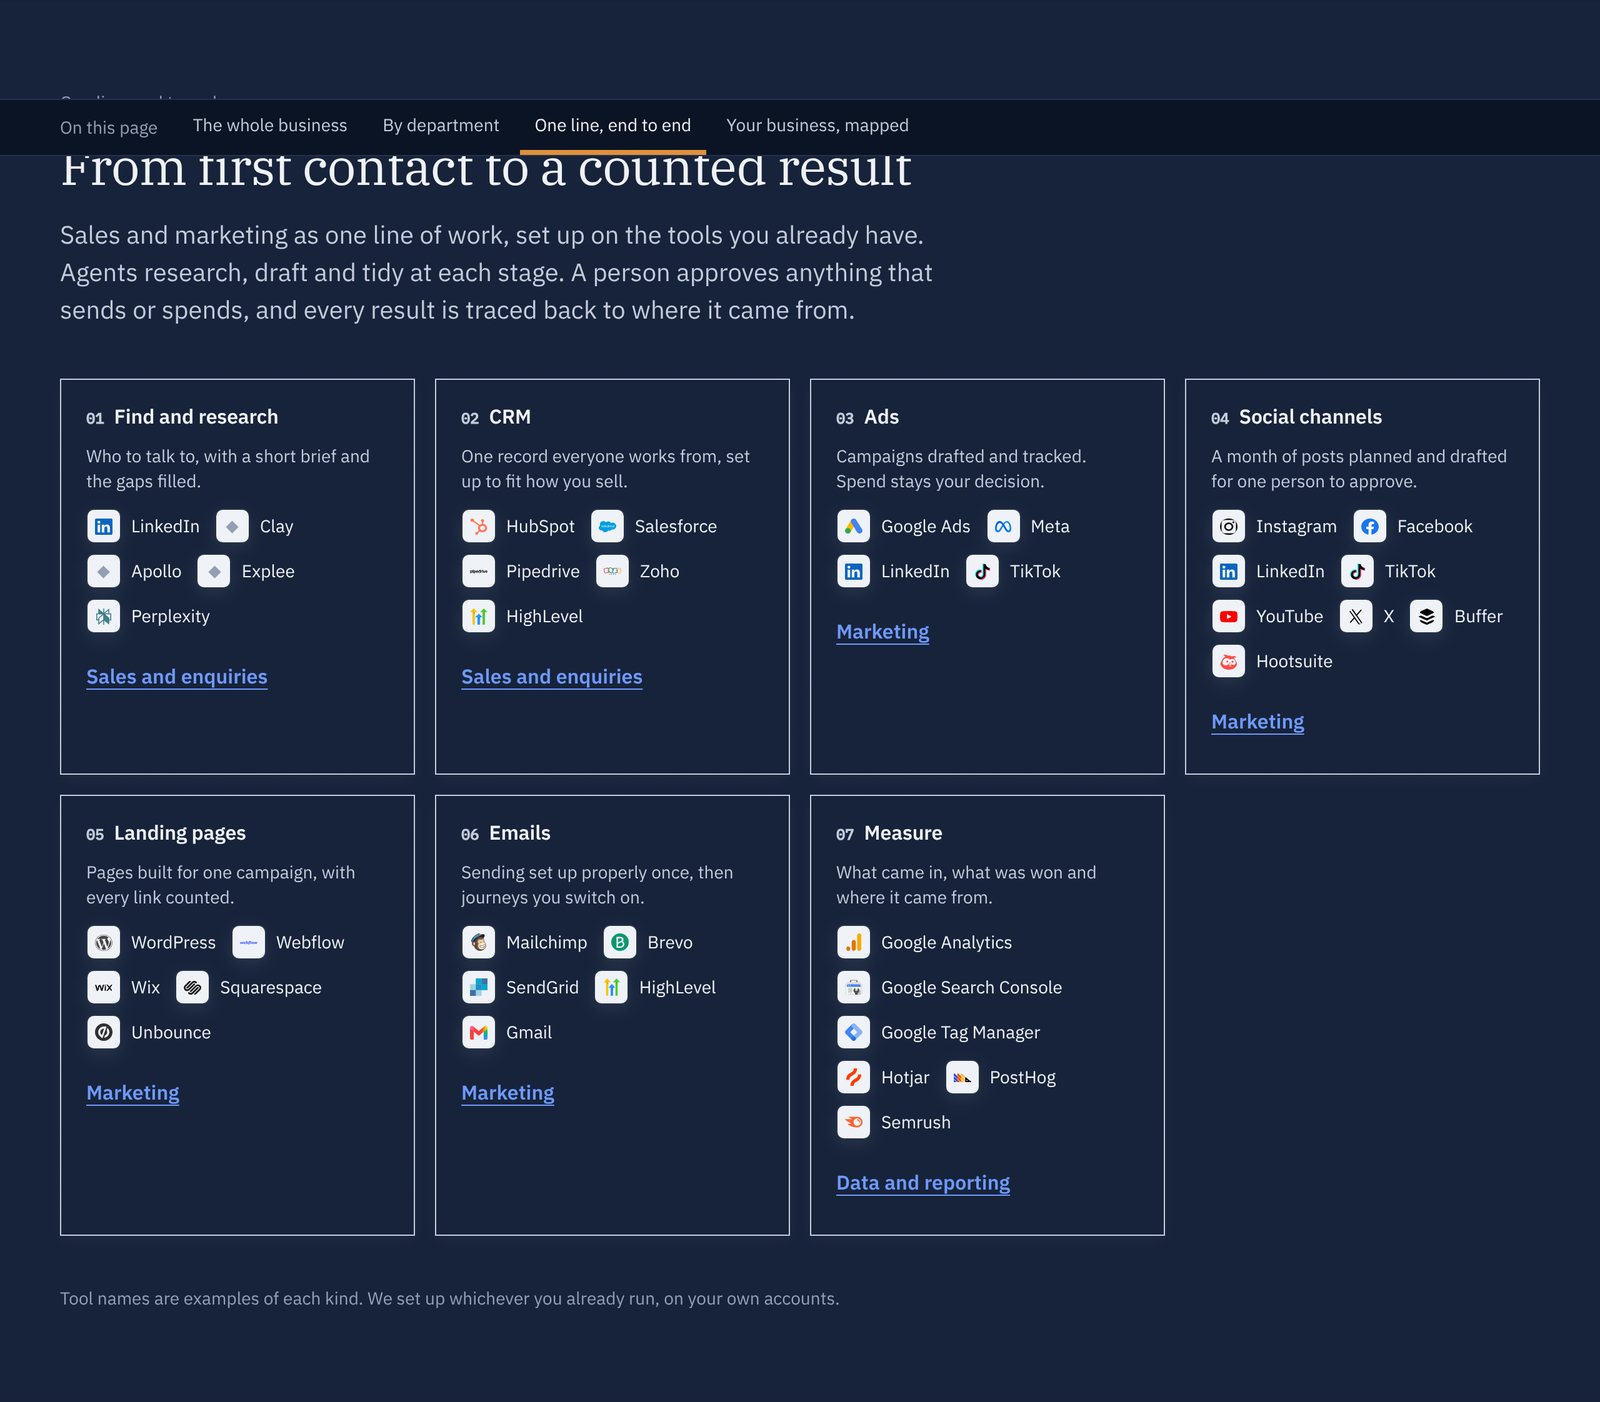 On this page The whole business By department One line, end to end Your business, mapped
From first contact to a counted result
Sales and marketing as one line of work, set up on the tools you already have.
Agents research, draft and tidy at each stage. A person approves anything that
sends or spends, and every result is traced back to where it came from.
01 Find and research
Who to talk to, with a short brief and
the gaps filled.
LinkedIn Clay
Apollo Explee
Perplexity
Sales and enquiries
02 CRM
One record everyone works from, set
up to fit how you sell.
HubSpot Salesforce
Pipedrive Zoho
HighLevel
Sales and enquiries
03 Ads
Campaigns drafted and tracked.
Spend stays your decision.
Google Ads Meta
LinkedIn TikTok
Marketing
04 Social channels
A month of posts planned and drafted
for one person to approve.
Instagram Facebook
LinkedIn TikTok
YouTube X Buffer
Hootsuite
Marketing
05 Landing pages
Pages built for one campaign, with
every link counted.
WordPress Webflow
Wix Squarespace
Unbounce
Marketing
06 Emails
Sending set up properly once, then
journeys you switch on.
Mailchimp Brevo
SendGrid HighLevel
Gmail
Marketing
07 Measure
What came in, what was won and
where it came from.
Google Analytics
Google Search Console
Google Tag Manager
Hotjar PostHog
Semrush
Data and reporting
Tool names are examples of each kind. We set up whichever you already run, on your own accounts.